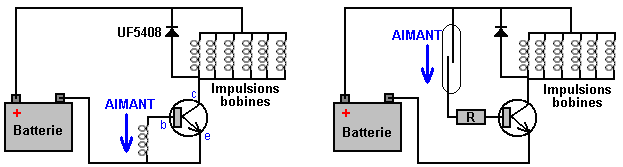 UF5408
Impulsions
bobines
AIMANT
c
b
e
+
Batterie
AIMANT
R
Impulsions
bobines
+
Batterie